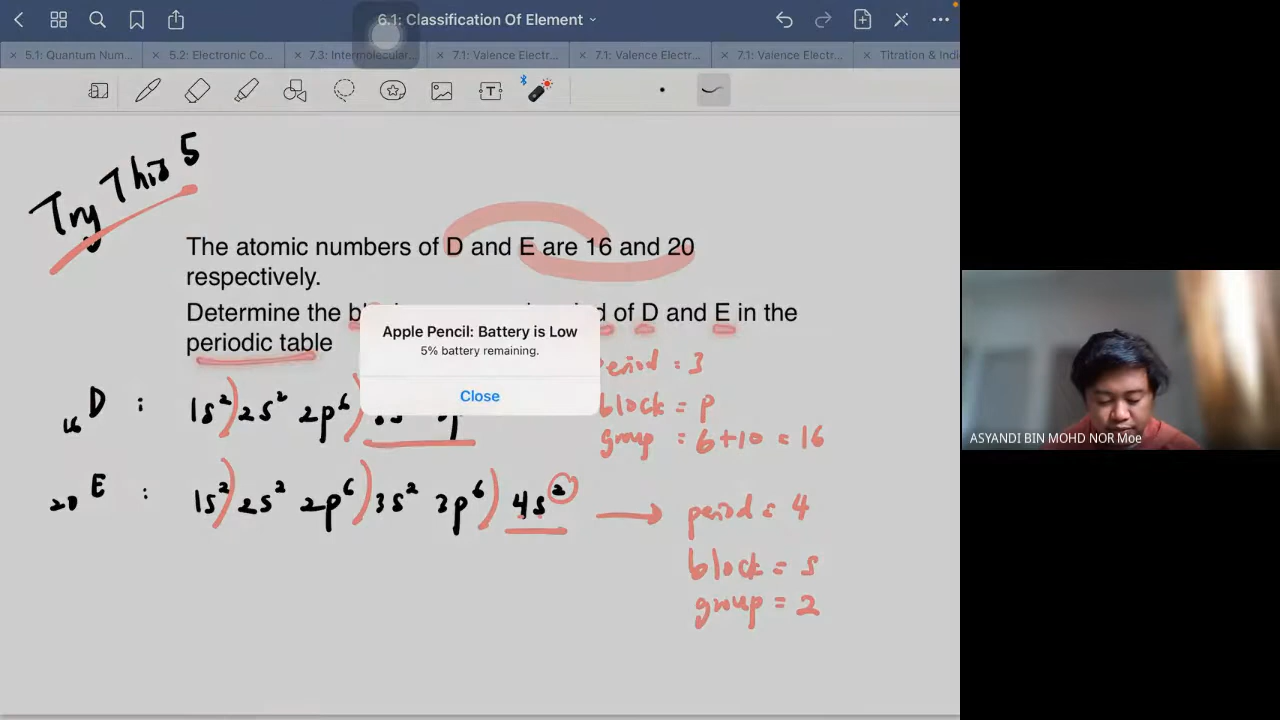 6.1: Classification Of Element
5.1: Quantum Num...
5.2: Electronic Co...
7.3: Intermolecular...
7.1: Valence Electr...
7.1: Valence Electr...
7.1: Valence Electr...
Titration & Indi
Try This 5
The atomic numbers of D and E are 16 and 20
respectively.
Determine the of D and E in the
periodic table
Apple Pencil: Battery is Low
5% battery remaining.
Close
period = 3
16 D : 1s² 2s² 2p⁶
block = p
group = 6+10 = 16
20 E : 1s² 2s² 2p⁶ 3s² 3p⁶ 4s²
period = 4
block = s
group = 2
ASYANDI BIN MOHD NOR Moe